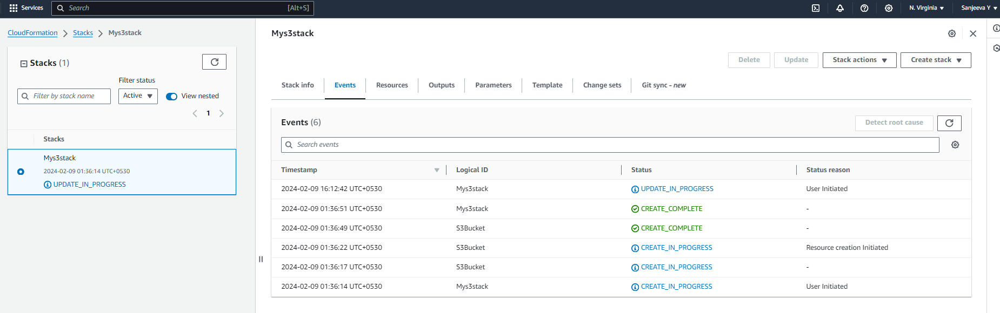 Services
Search [Alt+S]
N. Virginia
Sanjeeva Y
CloudFormation
Stacks
Mys3stack
Stacks (1)
Filter status
Filter by stack name
Active
View nested
1
Stacks
Mys3stack
2024-02-09 01:36:14 UTC+0530
UPDATE_IN_PROGRESS
Mys3stack
Delete
Update
Stack actions
Create stack
Stack info
Events
Resources
Outputs
Parameters
Template
Change sets
Git sync - new
Events (6)
Detect root cause
Search events
Timestamp Logical ID Status Status reason
2024-02-09 16:12:42 UTC+0530 Mys3stack UPDATE_IN_PROGRESS User Initiated
2024-02-09 01:36:51 UTC+0530 Mys3stack CREATE_COMPLETE -
2024-02-09 01:36:49 UTC+0530 S3Bucket CREATE_COMPLETE -
2024-02-09 01:36:22 UTC+0530 S3Bucket CREATE_IN_PROGRESS Resource creation Initiated
2024-02-09 01:36:17 UTC+0530 S3Bucket CREATE_IN_PROGRESS -
2024-02-09 01:36:14 UTC+0530 Mys3stack CREATE_IN_PROGRESS User Initiated